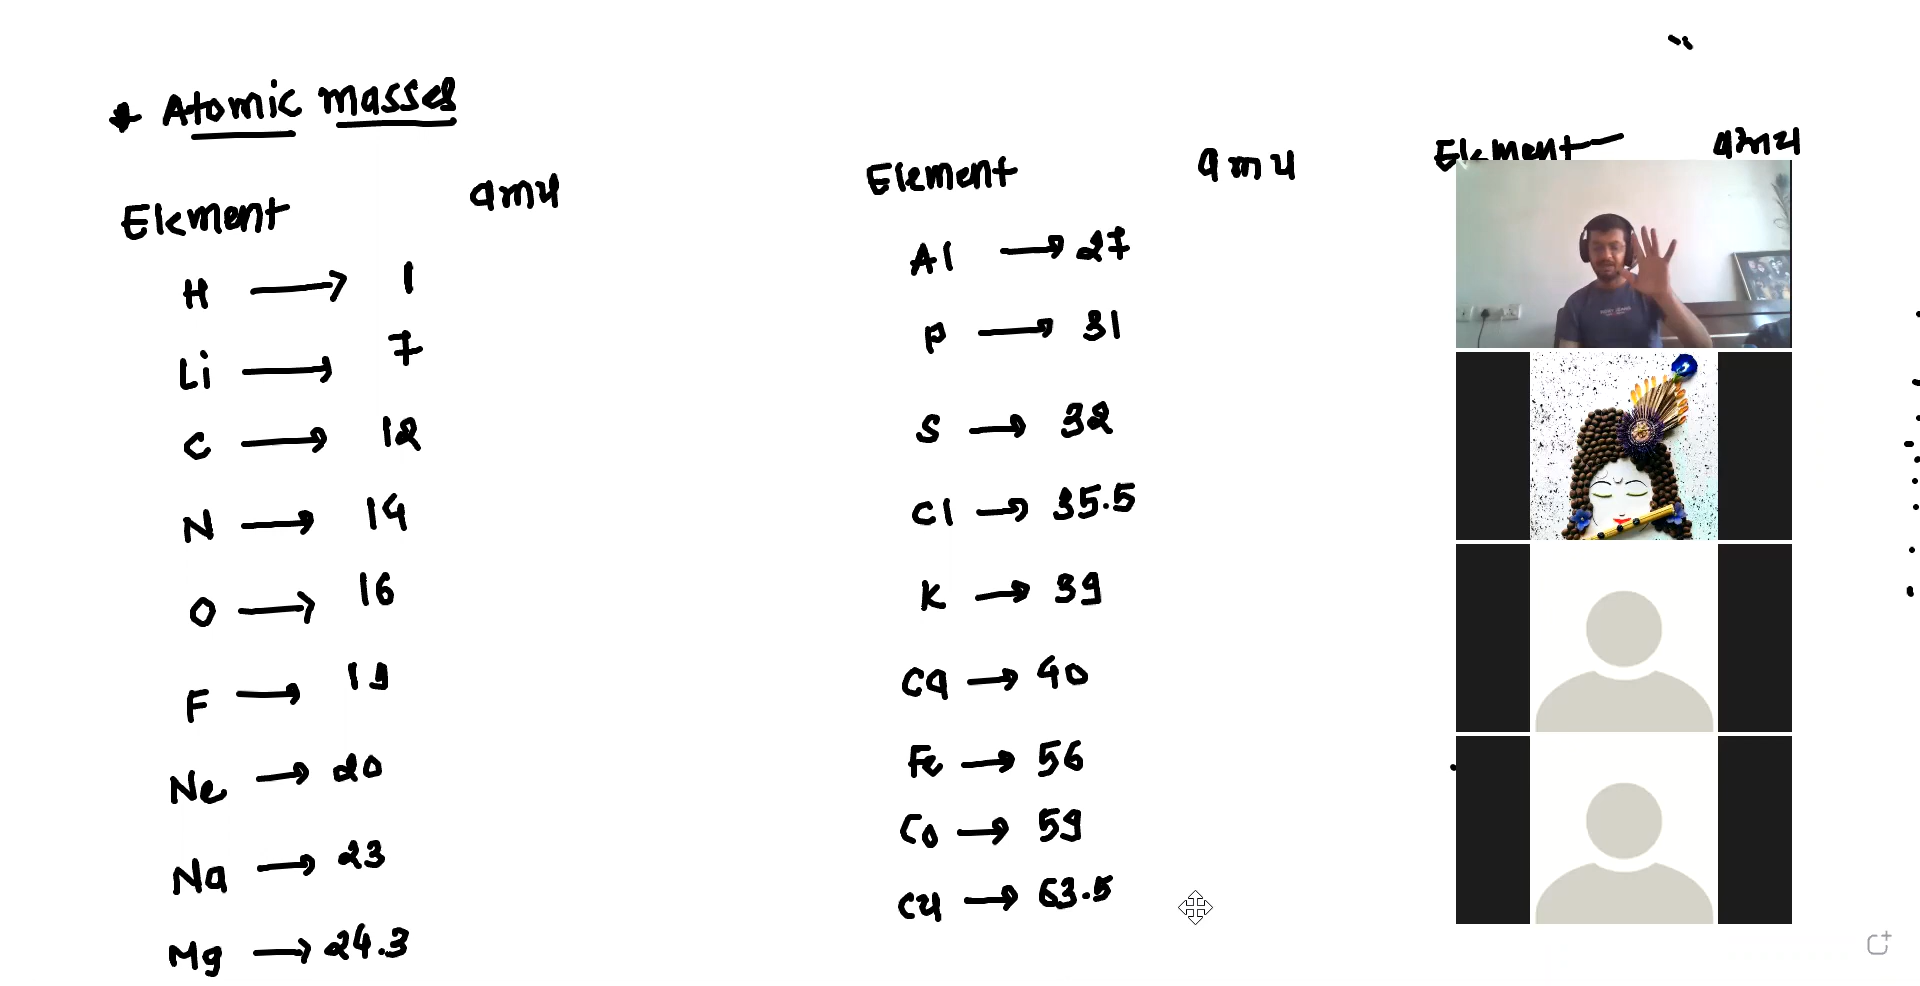 * Atomic masses
Element amu
H → 1
Li → 7
C → 12
N → 14
O → 16
F → 19
Ne → 20
Na → 23
Mg → 24.3
Element amu
Al → 27
P → 31
S → 32
Cl → 35.5
K → 39
Ca → 40
Fe → 56
Co → 59
Cu → 63.5
Element amu